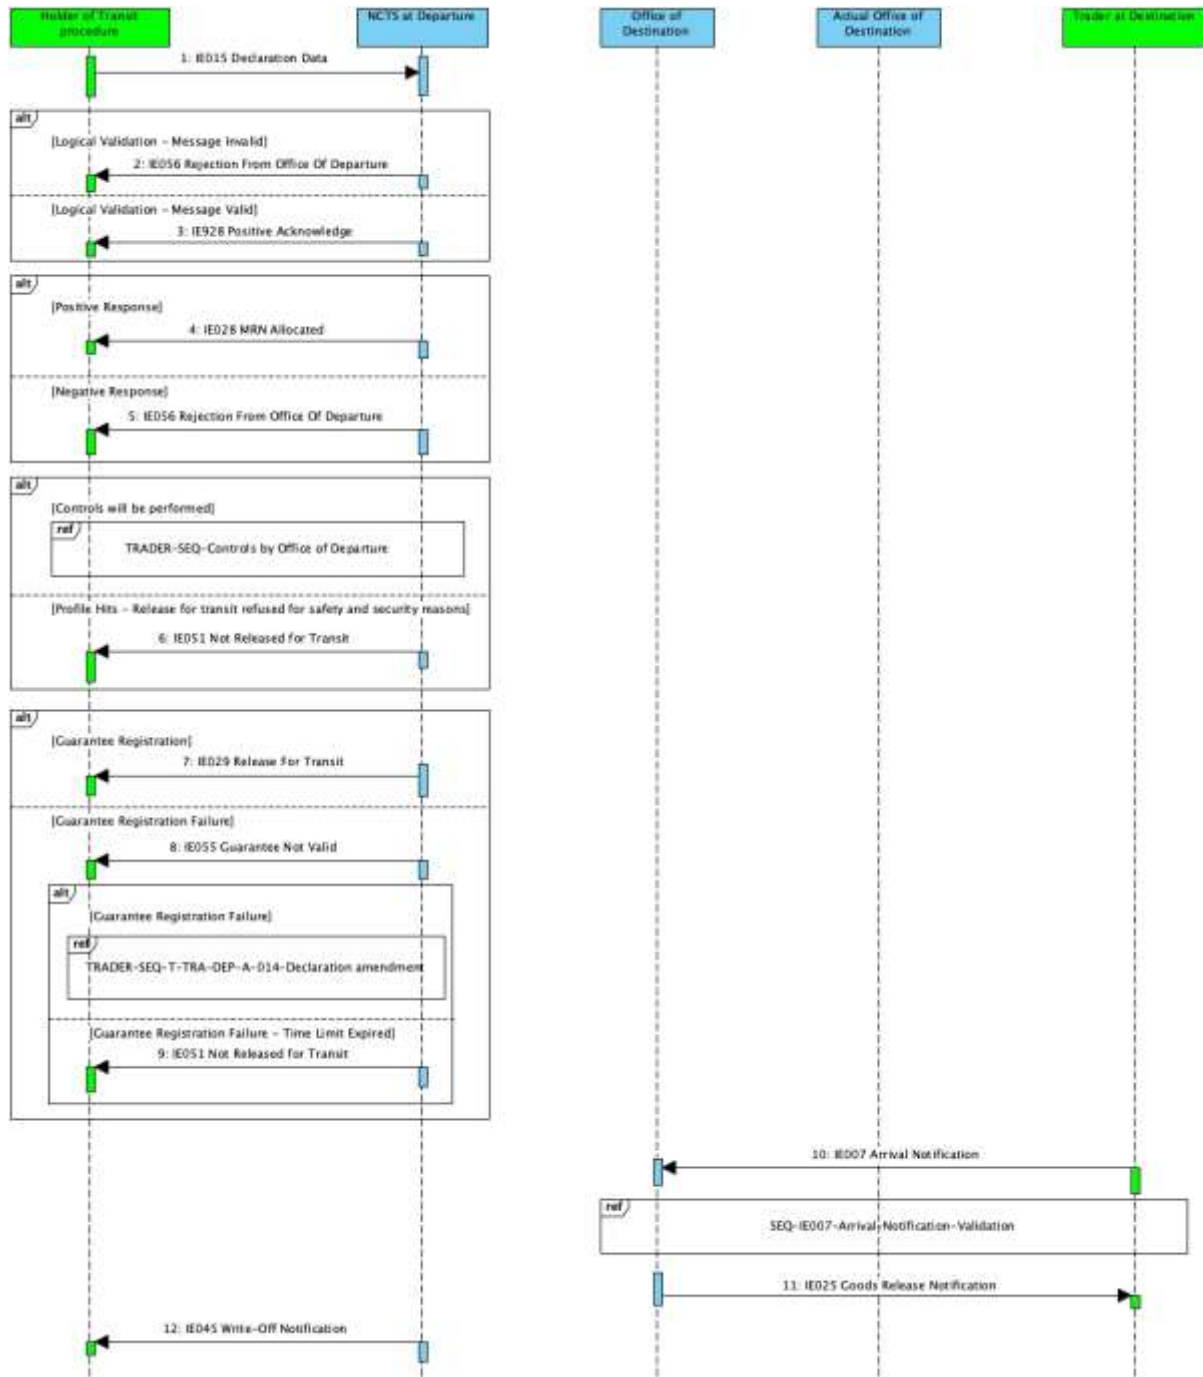 Holder of Transit
procedure
NCTS at Departure
Office of
Destination
Actual Office of
Destination
Trader at Destination
1: IE015 Declaration Data
alt
[Logical Validation - Message Invalid]
2: IE056 Rejection From Office Of Departure
[Logical Validation - Message Valid]
3: IE928 Positive Acknowledge
alt
[Positive Response]
4: IE028 MRN Allocated
[Negative Response]
5: IE056 Rejection From Office Of Departure
alt
[Controls will be performed]
ref
TRADER-SEQ-Controls by Office of Departure
[Profile Hits - Release for transit refused for safety and security reasons]
6: IE051 Not Released for Transit
alt
[Guarantee Registration]
7: IE029 Release For Transit
[Guarantee Registration Failure]
8: IE055 Guarantee Not Valid
alt
[Guarantee Registration Failure]
ref
TRADER-SEQ-T-TRA-DEP-A-014-Declaration amendment
[Guarantee Registration Failure - Time Limit Expired]
9: IE051 Not Released for Transit
10: IE007 Arrival Notification
ref
SEQ-IE007-Arrival-Notification-Validation
11: IE025 Goods Release Notification
12: IE045 Write-Off Notification